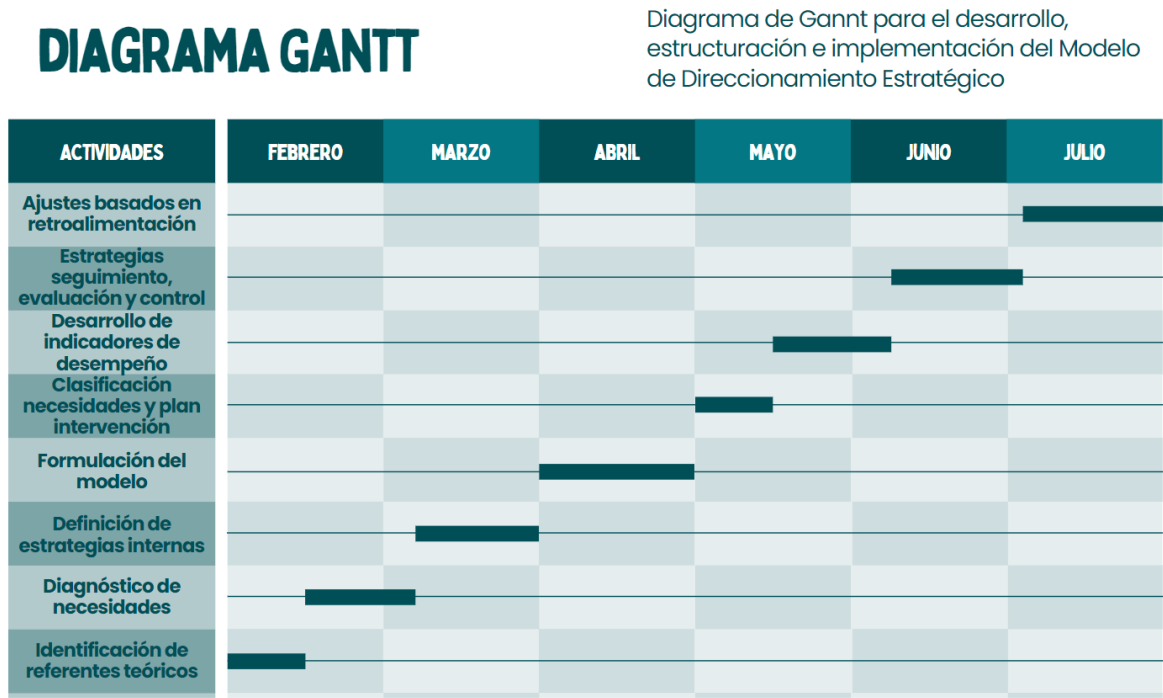 DIAGRAMA GANTT
Diagrama de Gannt para el desarrollo,
estructuración e implementación del Modelo
de Direccionamiento Estratégico
ACTIVIDADES
FEBRERO
MARZO
ABRIL
MAYO
JUNIO
JULIO
Ajustes basados en
retroalimentación
Estrategias
seguimiento,
evaluación y control
Desarrollo de
indicadores de
desempeño
Clasificación
necesidades y plan
intervención
Formulación del
modelo
Definición de
estrategias internas
Diagnóstico de
necesidades
Identificación de
referentes teóricos